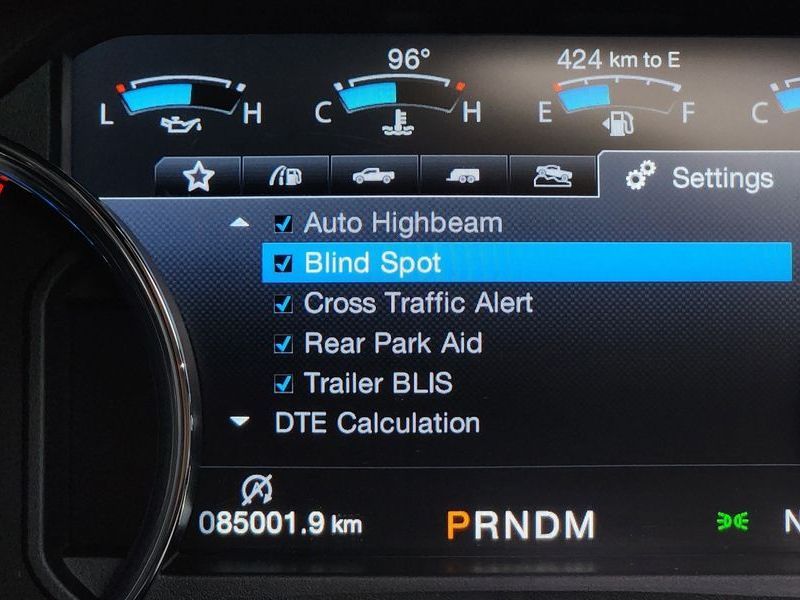 96° 424 km to E
L H C H E F C
Settings
Auto Highbeam
Blind Spot
Cross Traffic Alert
Rear Park Aid
Trailer BLIS
DTE Calculation
A
085001.9 km PRNDM N